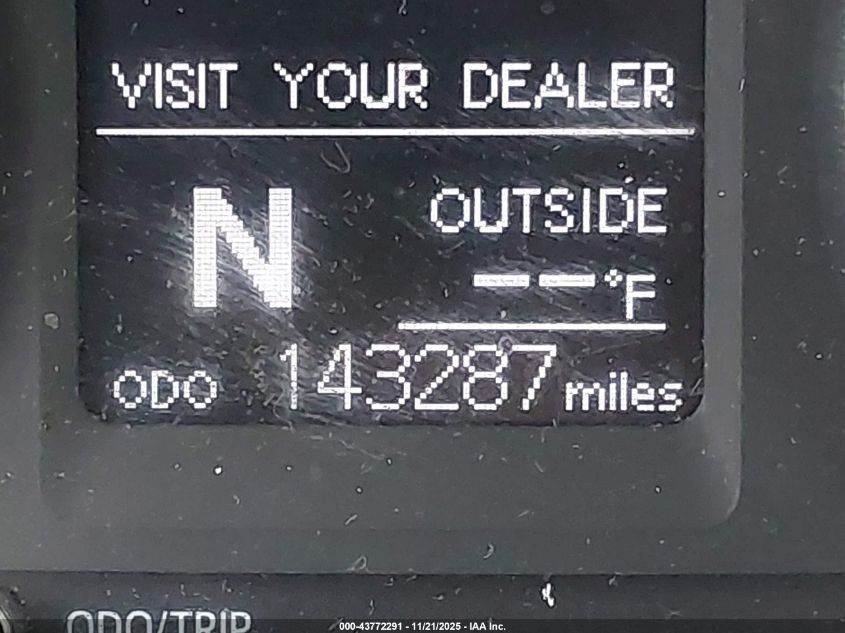 VISIT YOUR DEALER
N
OUTSIDE
--°F
ODO 143287 miles
ODO/TRIP
000-43772291 - 11/21/2025 - IAA Inc.